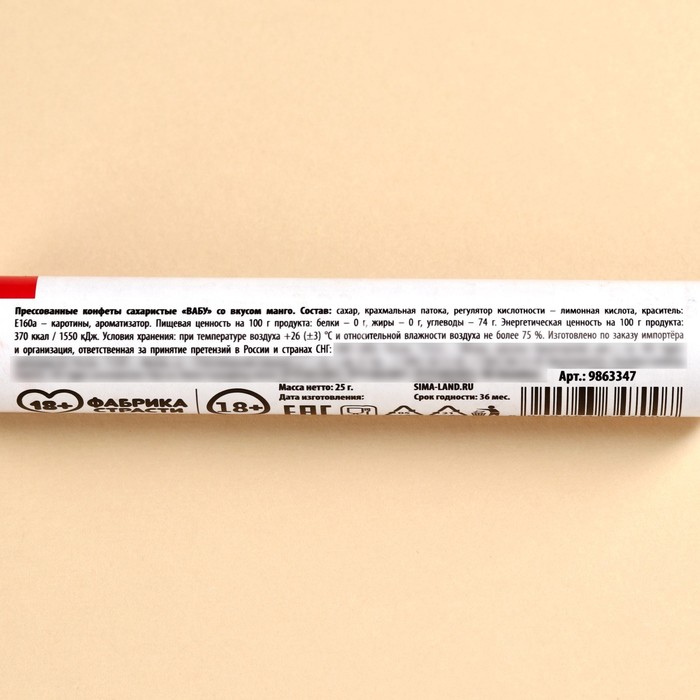 Прессованные конфеты сахаристые «ВАБУ» со вкусом манго. Состав: сахар, крахмальная патока, регулятор кислотности – лимонная кислота, краситель:
Е160а – каротины, ароматизатор. Пищевая ценность на 100 г продукта: белки – 0 г, жиры – 0 г, углеводы – 74 г. Энергетическая ценность на 100 г продукта:
370 ккал / 1550 кДж. Условия хранения: при температуре воздуха +26 (±3) °С и относительной влажности воздуха не более 75 %. Изготовлено по заказу импортёра
и организация, ответственная за принятие претензий в России и странах СНГ:
Арт.: 9863347
18+ ФАБРИКА СТРАСТИ 18+
Масса нетто: 25 г.
Дата изготовления:
EAC
SIMA-LAND.RU
Срок годности: 36 мес.